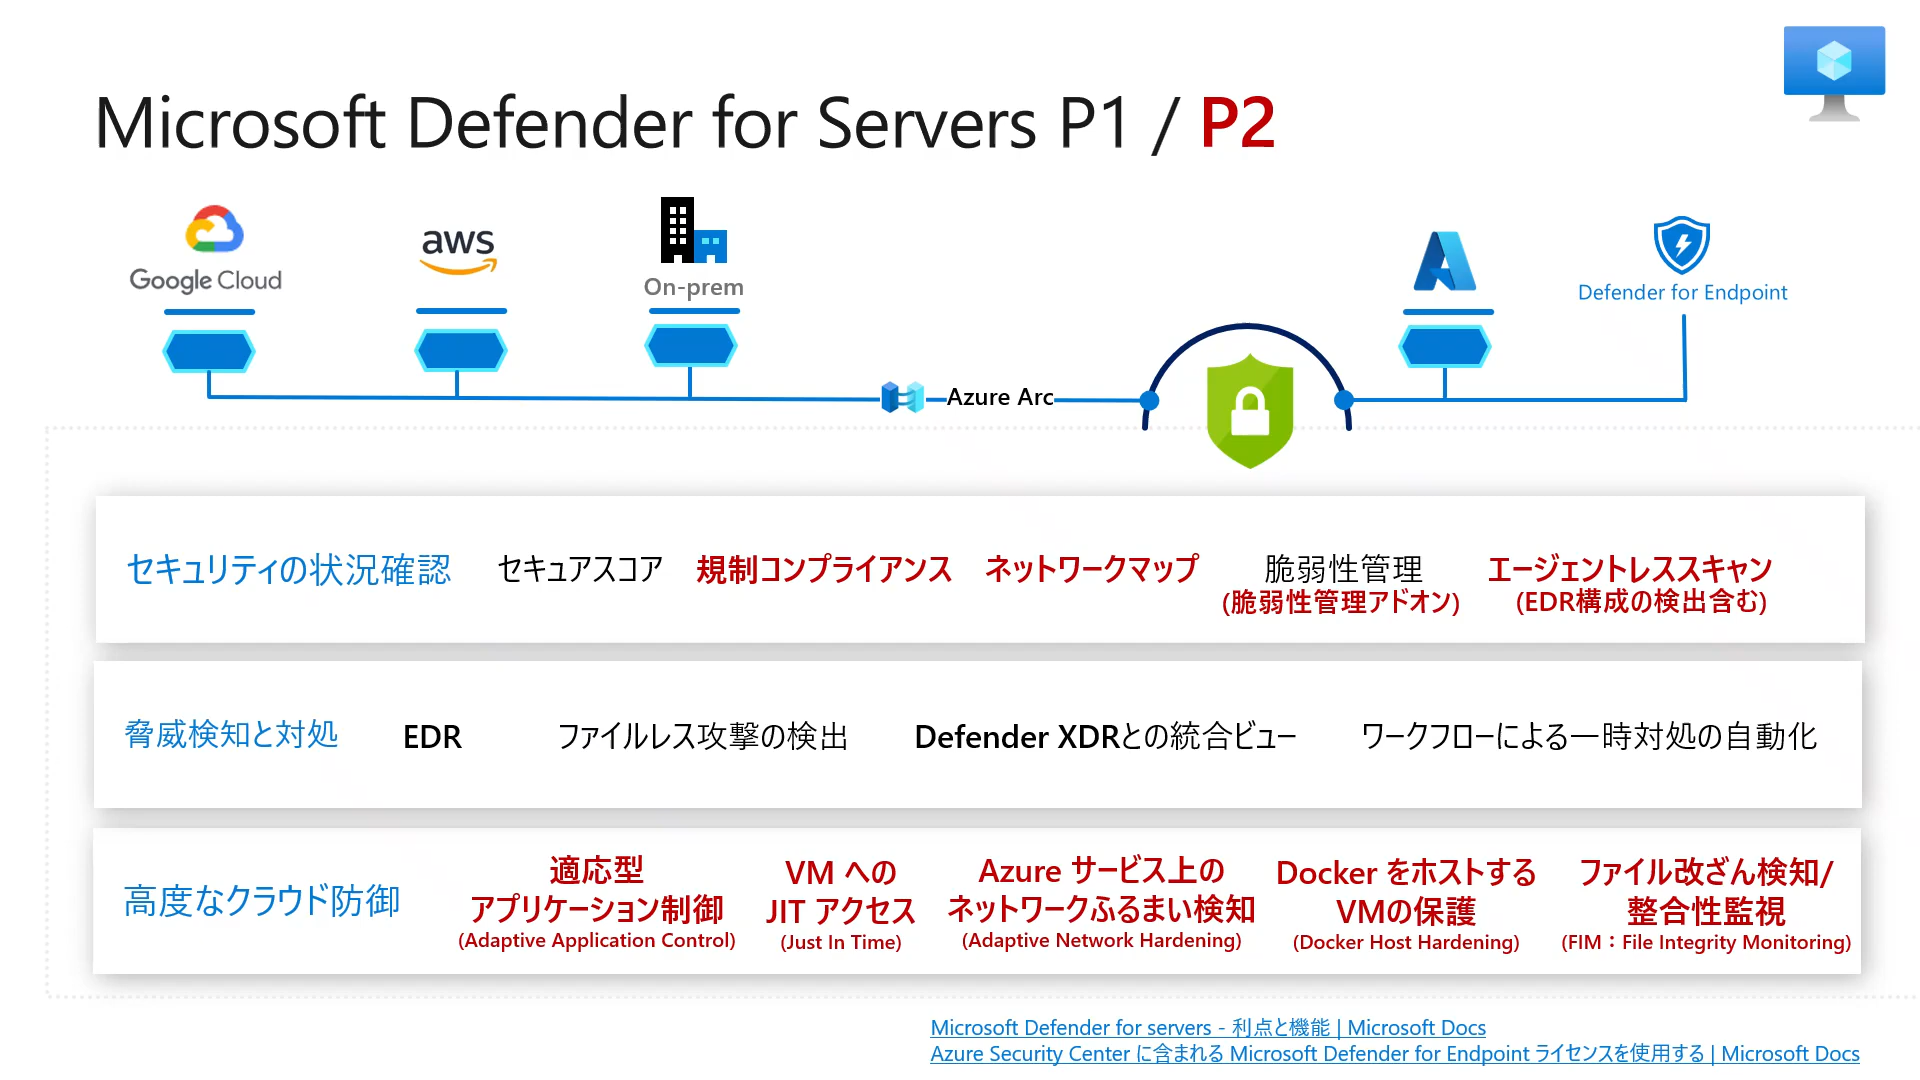 Microsoft Defender for Servers P1 / P2
Google Cloud
aws
On-prem
Defender for Endpoint
Azure Arc
セキュリティの状況確認
セキュアスコア
規制コンプライアンス
ネットワークマップ
脆弱性管理
(脆弱性管理アドオン)
エージェントレススキャン
(EDR構成の検出含む)
脅威検知と対処
EDR
ファイルレス攻撃の検出
Defender XDRとの統合ビュー
ワークフローによる一時対処の自動化
高度なクラウド防御
適応型
アプリケーション制御
(Adaptive Application Control)
VM への
JIT アクセス
(Just In Time)
Azure サービス上の
ネットワークふるまい検知
(Adaptive Network Hardening)
Docker をホストする
VMの保護
(Docker Host Hardening)
ファイル改ざん検知/
整合性監視
(FIM：File Integrity Monitoring)
Microsoft Defender for servers - 利点と機能 | Microsoft Docs
Azure Security Center に含まれる Microsoft Defender for Endpoint ライセンスを使用する | Microsoft Docs